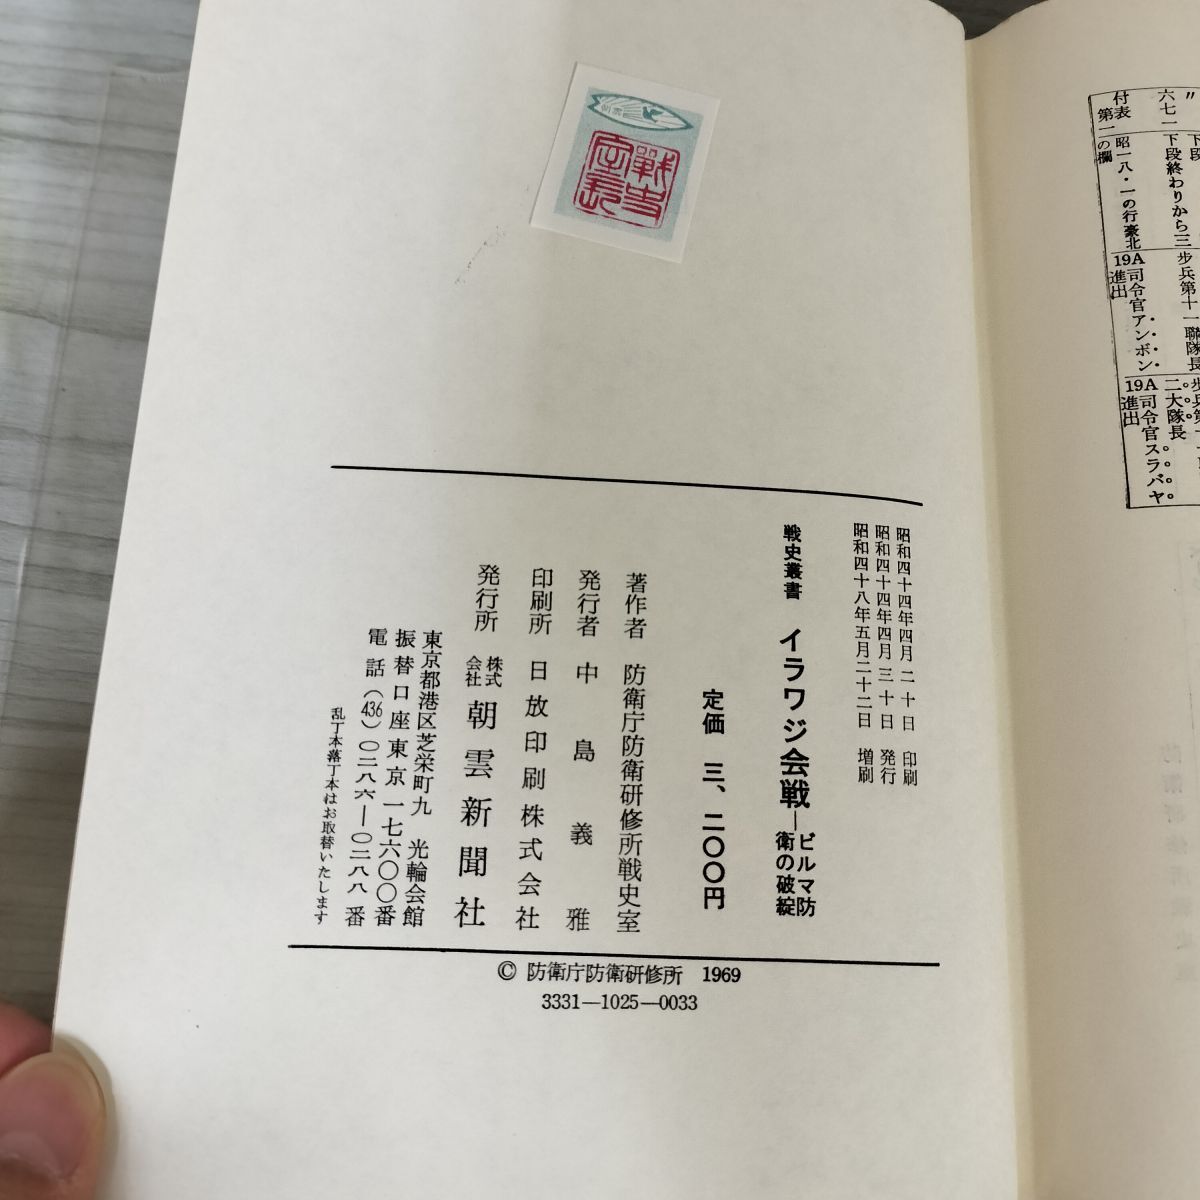 〃
六七一
下段終わりから三
歩兵第十一聯隊長
二大隊長
付表第一の欄
昭一八・一の行豪北
19A司令官アンボン進出
19A司令官スラバヤ進出
戦史室長
昭和四十四年四月二十日 印刷
昭和四十四年四月三十日 発行
昭和四十八年五月二十二日 増刷
戦史叢書 イラワジ会戦―ビルマ防衛の破綻
定価 三、二〇〇円
著作者 防衛庁防衛研修所戦史室
発行者 中島義雅
印刷所 日放印刷株式会社
発行所 株式会社 朝雲新聞社
東京都港区芝栄町九 光輪会館
振替口座東京一七六〇〇番
電話(436)〇二八六―〇二八八番
乱丁本落丁本はお取替いたします
© 防衛庁防衛研修所 1969
3331―1025―0033